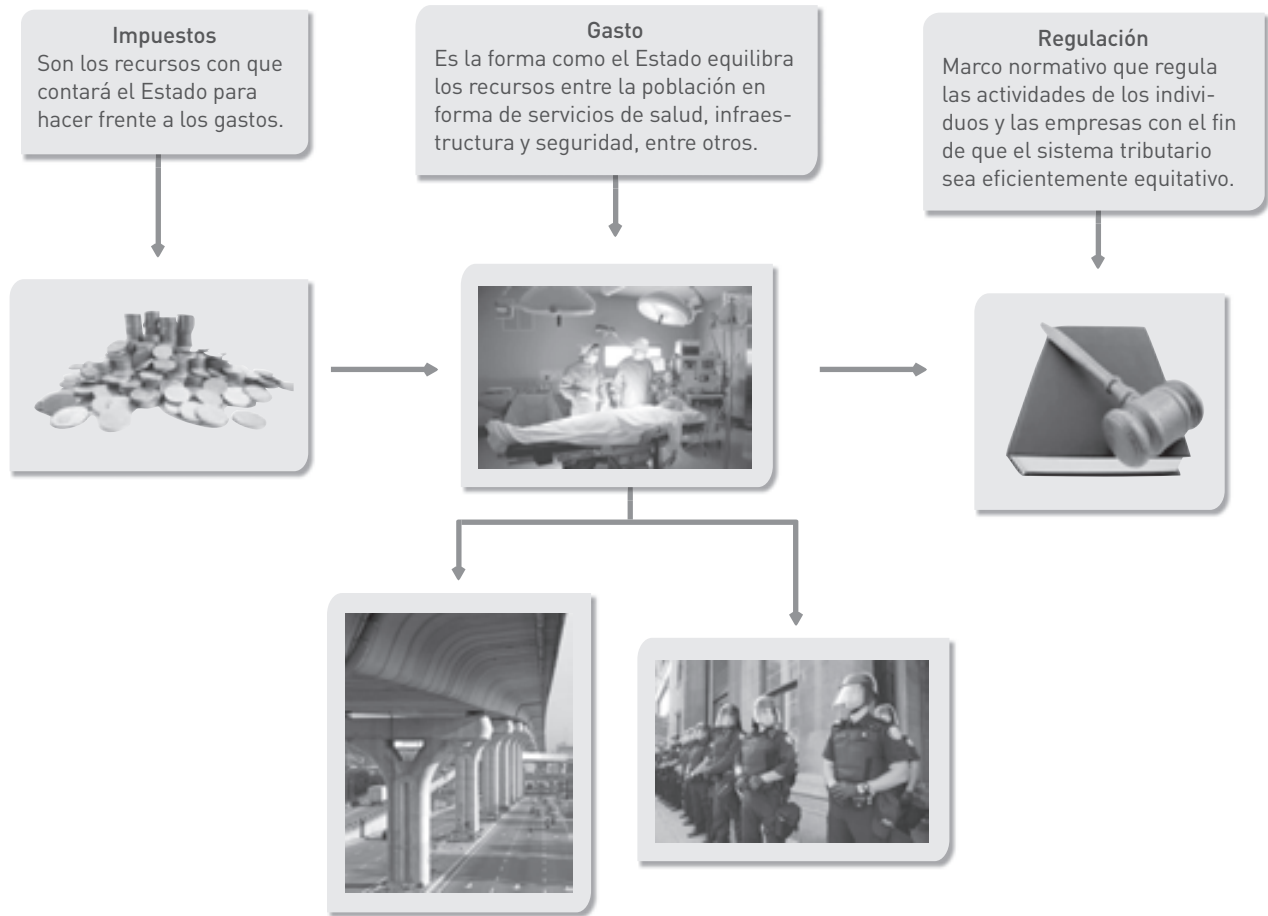 Impuestos
Son los recursos con que
contará el Estado para
hacer frente a los gastos.
Gasto
Es la forma como el Estado equilibra
los recursos entre la población en
forma de servicios de salud, infraes-
tructura y seguridad, entre otros.
Regulación
Marco normativo que regula
las actividades de los indivi-
duos y las empresas con el fin
de que el sistema tributario
sea eficientemente equitativo.